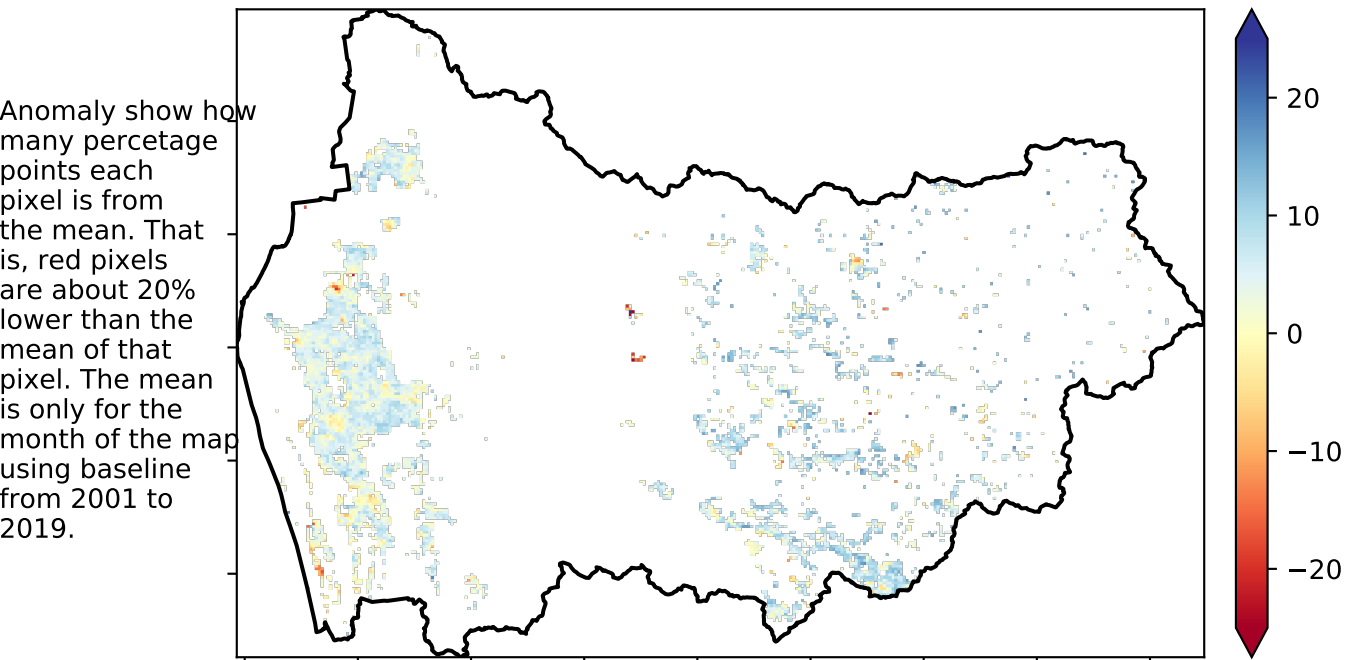 Anomaly show how
many percetage
points each
pixel is from
the mean. That
is, red pixels
are about 20%
lower than the
mean of that
pixel. The mean
is only for the
month of the map
using baseline
from 2001 to
2019.
20
10
0
−10
−20